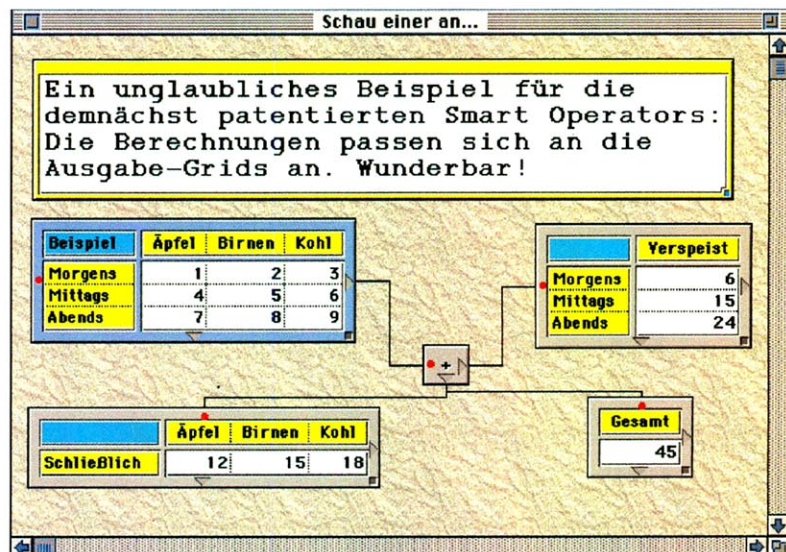 Schau einer an...
Ein unglaubliches Beispiel für die
demnächst patentierten Smart Operators:
Die Berechnungen passen sich an die
Ausgabe-Grids an. Wunderbar!
Beispiel Äpfel Birnen Kohl
Morgens 1 2 3
Mittags 4 5 6
Abends 7 8 9
Verspeist
Morgens 6
Mittags 15
Abends 24
+
Äpfel Birnen Kohl
Schließlich 12 15 18
Gesamt
45